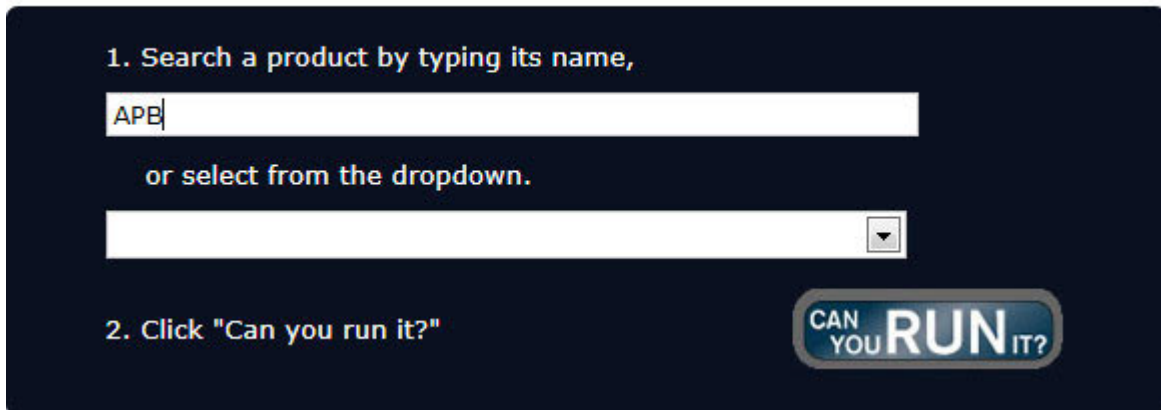 1. Search a product by typing its name,
APB
or select from the dropdown.
2. Click "Can you run it?"
CAN YOU RUN IT?